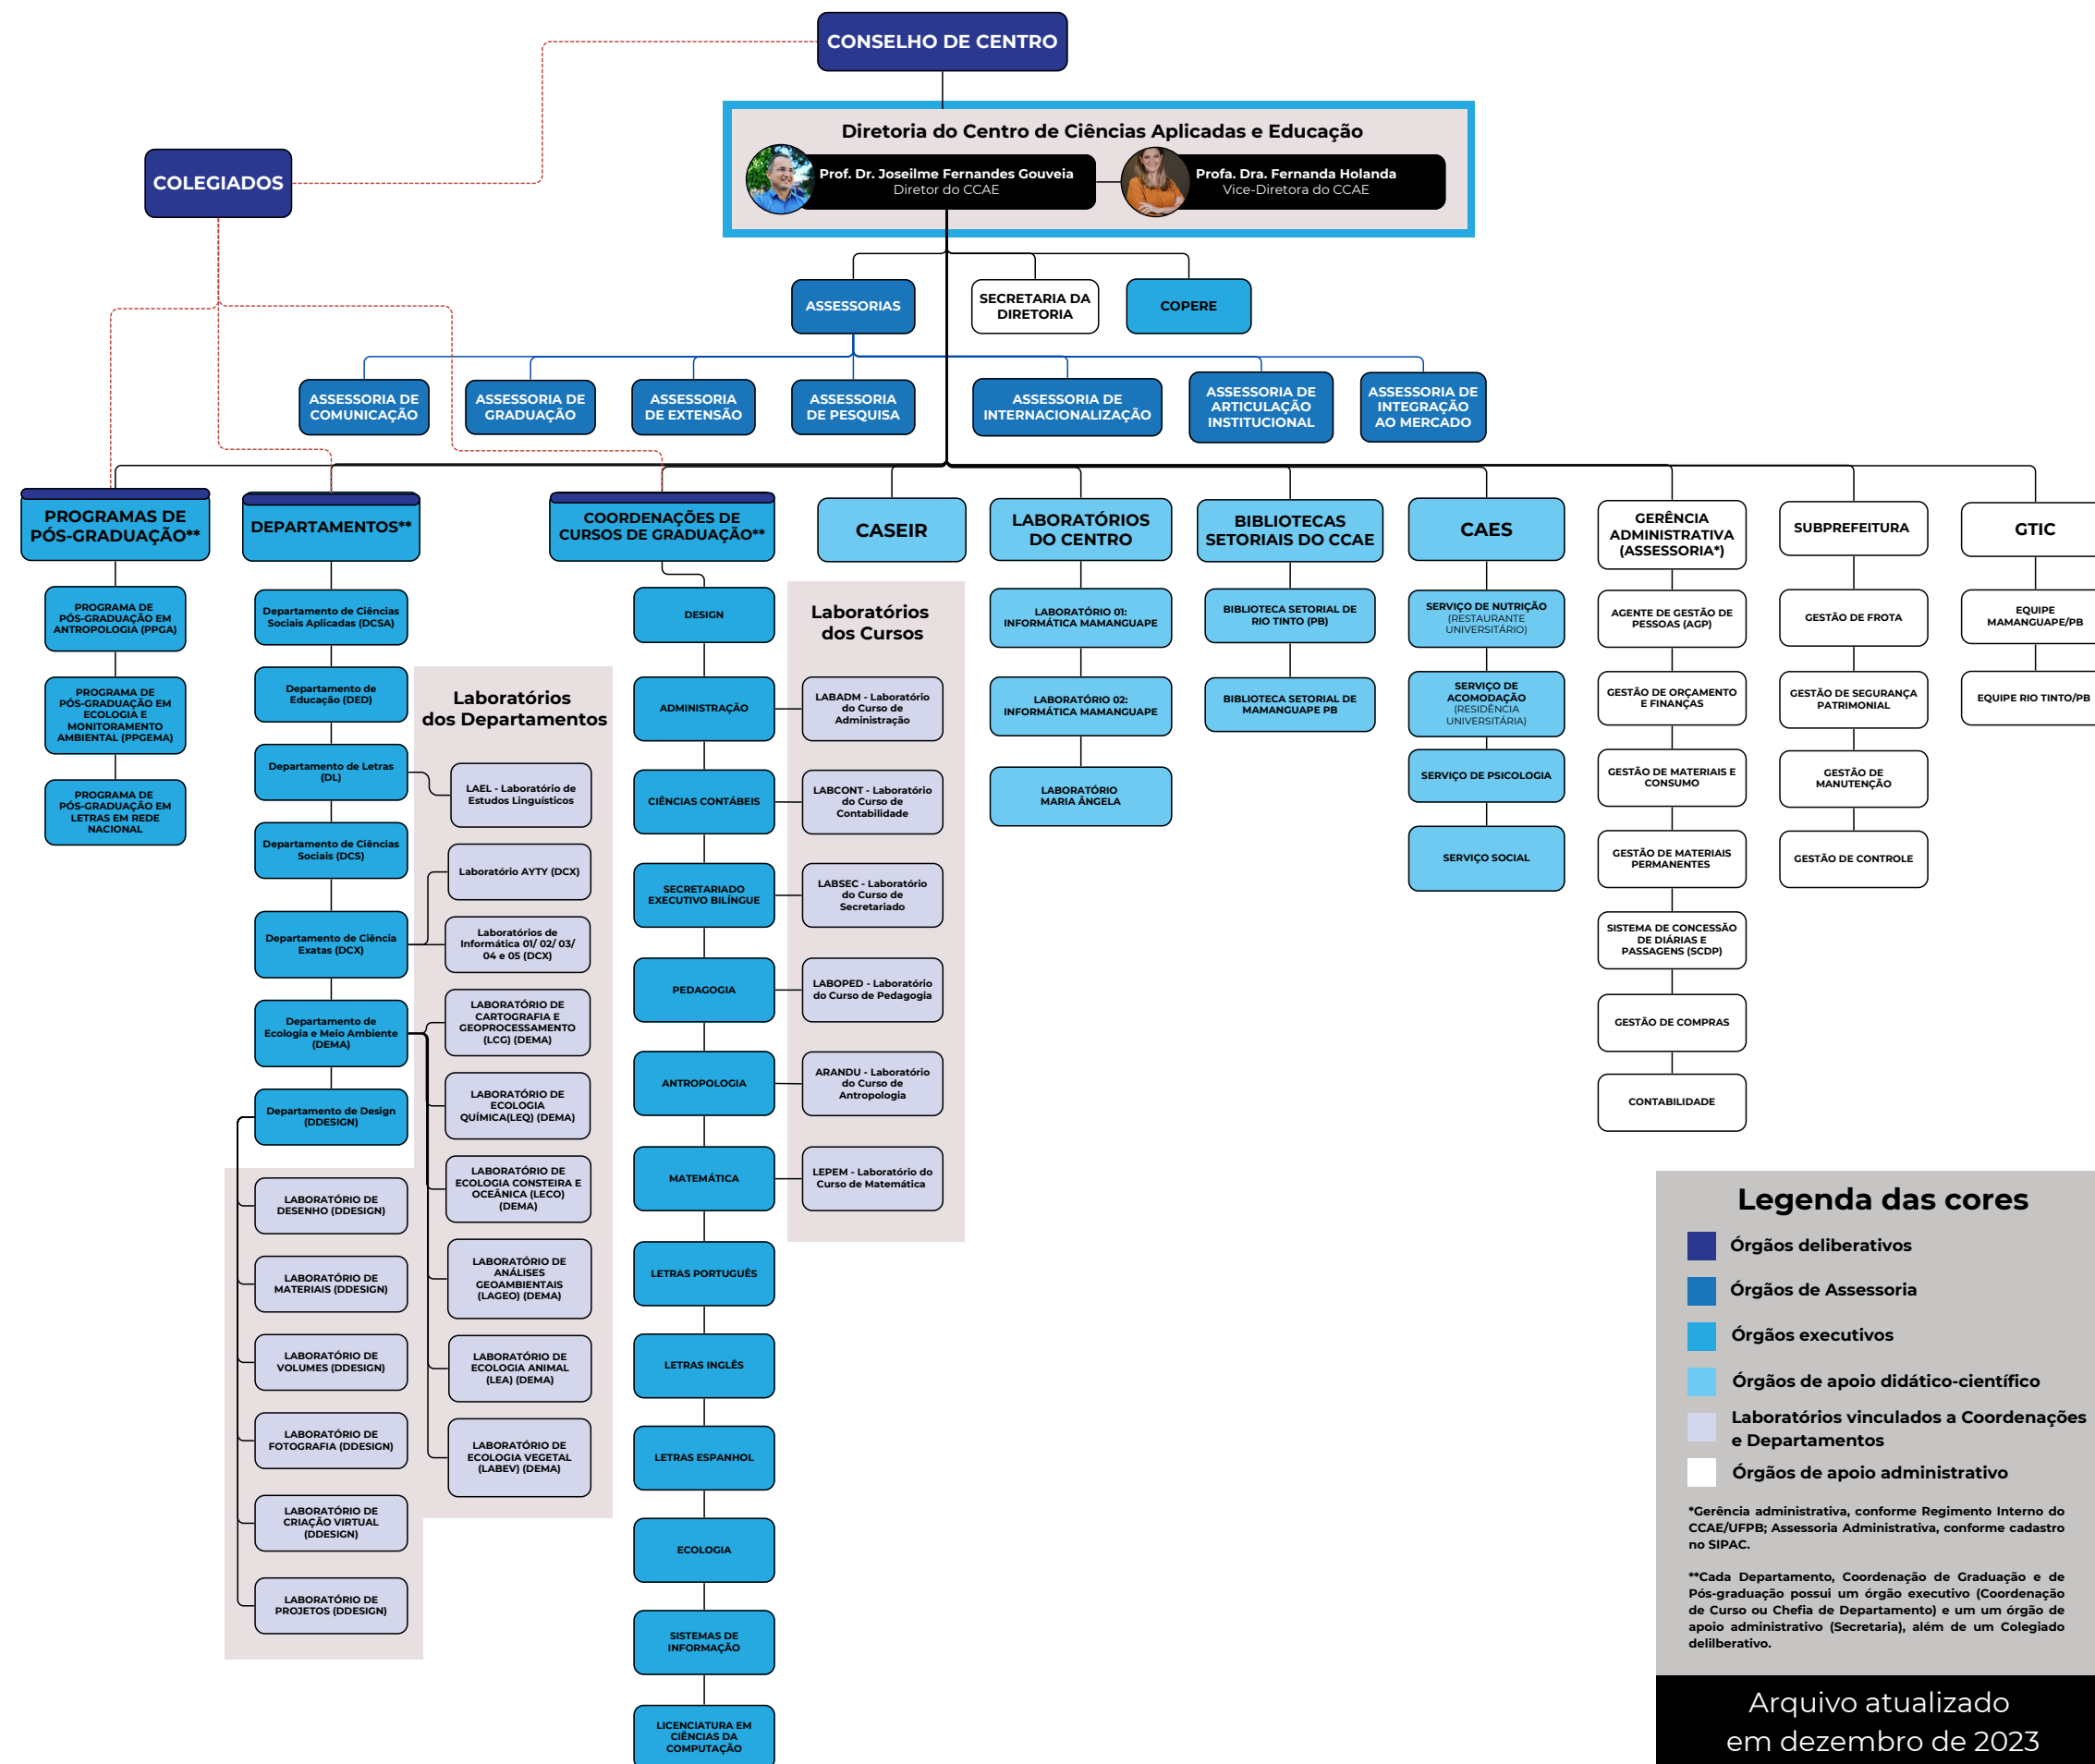 CONSELHO DE CENTRO
Diretoria do Centro de Ciências Aplicadas e Educação
Prof. Dr. Joseilme Fernandes Gouveia
Diretor do CCAE
Profa. Dra. Fernanda Holanda
Vice-Diretora do CCAE
COLEGIADOS
ASSESSORIAS
SECRETARIA DA
DIRETORIA
COPERE
ASSESSORIA DE
COMUNICAÇÃO
ASSESSORIA DE
GRADUAÇÃO
ASSESSORIA
DE EXTENSÃO
ASSESSORIA
DE PESQUISA
ASSESSORIA DE
INTERNACIONALIZAÇÃO
ASSESSORIA DE
ARTICULAÇÃO
INSTITUCIONAL
ASSESSORIA DE
INTEGRAÇÃO
AO MERCADO
PROGRAMAS DE
PÓS-GRADUAÇÃO**
PROGRAMA DE
PÓS-GRADUAÇÃO EM
ANTROPOLOGIA (PPGA)
PROGRAMA DE
PÓS-GRADUAÇÃO EM
ECOLOGIA E
MONITORAMENTO
AMBIENTAL (PPGEMA)
PROGRAMA DE
PÓS-GRADUAÇÃO EM
LETRAS EM REDE
NACIONAL
DEPARTAMENTOS**
Departamento de Ciências
Sociais Aplicadas (DCSA)
Departamento de
Educação (DED)
Departamento de Letras
(DL)
Departamento de Ciências
Sociais (DCS)
Departamento de Ciência
Exatas (DCX)
Departamento de
Ecologia e Meio Ambiente
(DEMA)
Departamento de Design
(DDESIGN)
LABORATÓRIO DE
DESENHO (DDESIGN)
LABORATÓRIO DE
MATERIAIS (DDESIGN)
LABORATÓRIO DE
VOLUMES (DDESIGN)
LABORATÓRIO DE
FOTOGRAFIA (DDESIGN)
LABORATÓRIO DE
CRIAÇÃO VIRTUAL
(DDESIGN)
LABORATÓRIO DE
PROJETOS (DDESIGN)
Laboratórios
dos Departamentos
LAEL - Laboratório de
Estudos Linguísticos
Laboratório AYTY (DCX)
Laboratórios de
Informática 01/ 02/ 03/
04 e 05 (DCX)
LABORATÓRIO DE
CARTOGRAFIA E
GEOPROCESSAMENTO
(LCG) (DEMA)
LABORATÓRIO DE
ECOLOGIA
QUÍMICA(LEQ) (DEMA)
LABORATÓRIO DE
ECOLOGIA CONSTEIRA E
OCEÂNICA (LECO)
(DEMA)
LABORATÓRIO DE
ANÁLISES
GEOAMBIENTAIS
(LAGEO) (DEMA)
LABORATÓRIO DE
ECOLOGIA ANIMAL
(LEA) (DEMA)
LABORATÓRIO DE
ECOLOGIA VEGETAL
(LABEV) (DEMA)
COORDENAÇÕES DE
CURSOS DE GRADUAÇÃO**
DESIGN
ADMINISTRAÇÃO
CIÊNCIAS CONTÁBEIS
SECRETARIADO
EXECUTIVO BILÍNGUE
PEDAGOGIA
ANTROPOLOGIA
MATEMÁTICA
LETRAS PORTUGUÊS
LETRAS INGLÊS
LETRAS ESPANHOL
ECOLOGIA
SISTEMAS DE
INFORMAÇÃO
LICENCIATURA EM
CIÊNCIAS DA
COMPUTAÇÃO
Laboratórios
dos Cursos
LABADM - Laboratório
do Curso de
Administração
LABCONT - Laboratório
do Curso de
Contabilidade
LABSEC - Laboratório
do Curso de
Secretariado
LABOPED - Laboratório
do Curso de Pedagogia
ARANDU - Laboratório
do Curso de
Antropologia
LEPEM - Laboratório do
Curso de Matemática
CASEIR
LABORATÓRIOS
DO CENTRO
LABORATÓRIO 01:
INFORMÁTICA MAMANGUAPE
LABORATÓRIO 02:
INFORMÁTICA MAMANGUAPE
LABORATÓRIO
MARIA ÂNGELA
BIBLIOTECAS
SETORIAIS DO CCAE
BIBLIOTECA SETORIAL DE
RIO TINTO (PB)
BIBLIOTECA SETORIAL DE
MAMANGUAPE PB
CAES
SERVIÇO DE NUTRIÇÃO
(RESTAURANTE
UNIVERSITÁRIO)
SERVIÇO DE
ACOMODAÇÃO
(RESIDÊNCIA
UNIVERSITÁRIA)
SERVIÇO DE PSICOLOGIA
SERVIÇO SOCIAL
GERÊNCIA
ADMINISTRATIVA
(ASSESSORIA*)
AGENTE DE GESTÃO DE
PESSOAS (AGP)
GESTÃO DE ORÇAMENTO
E FINANÇAS
GESTÃO DE MATERIAIS E
CONSUMO
GESTÃO DE MATERIAIS
PERMANENTES
SISTEMA DE CONCESSÃO
DE DIÁRIAS E
PASSAGENS (SCDP)
GESTÃO DE COMPRAS
CONTABILIDADE
SUBPREFEITURA
GESTÃO DE FROTA
GESTÃO DE SEGURANÇA
PATRIMONIAL
GESTÃO DE
MANUTENÇÃO
GESTÃO DE CONTROLE
GTIC
EQUIPE
MAMANGUAPE/PB
EQUIPE RIO TINTO/PB
Legenda das cores
Órgãos deliberativos
Órgãos de Assessoria
Órgãos executivos
Órgãos de apoio didático-científico
Laboratórios vinculados a Coordenações
e Departamentos
Órgãos de apoio administrativo
*Gerência administrativa, conforme Regimento Interno do
CCAE/UFPB; Assessoria Administrativa, conforme cadastro
no SIPAC.
**Cada Departamento, Coordenação de Graduação e de
Pós-graduação possui um órgão executivo (Coordenação
de Curso ou Chefia de Departamento) e um um órgão de
apoio administrativo (Secretaria), além de um Colegiado
delilberativo.
Arquivo atualizado
em dezembro de 2023